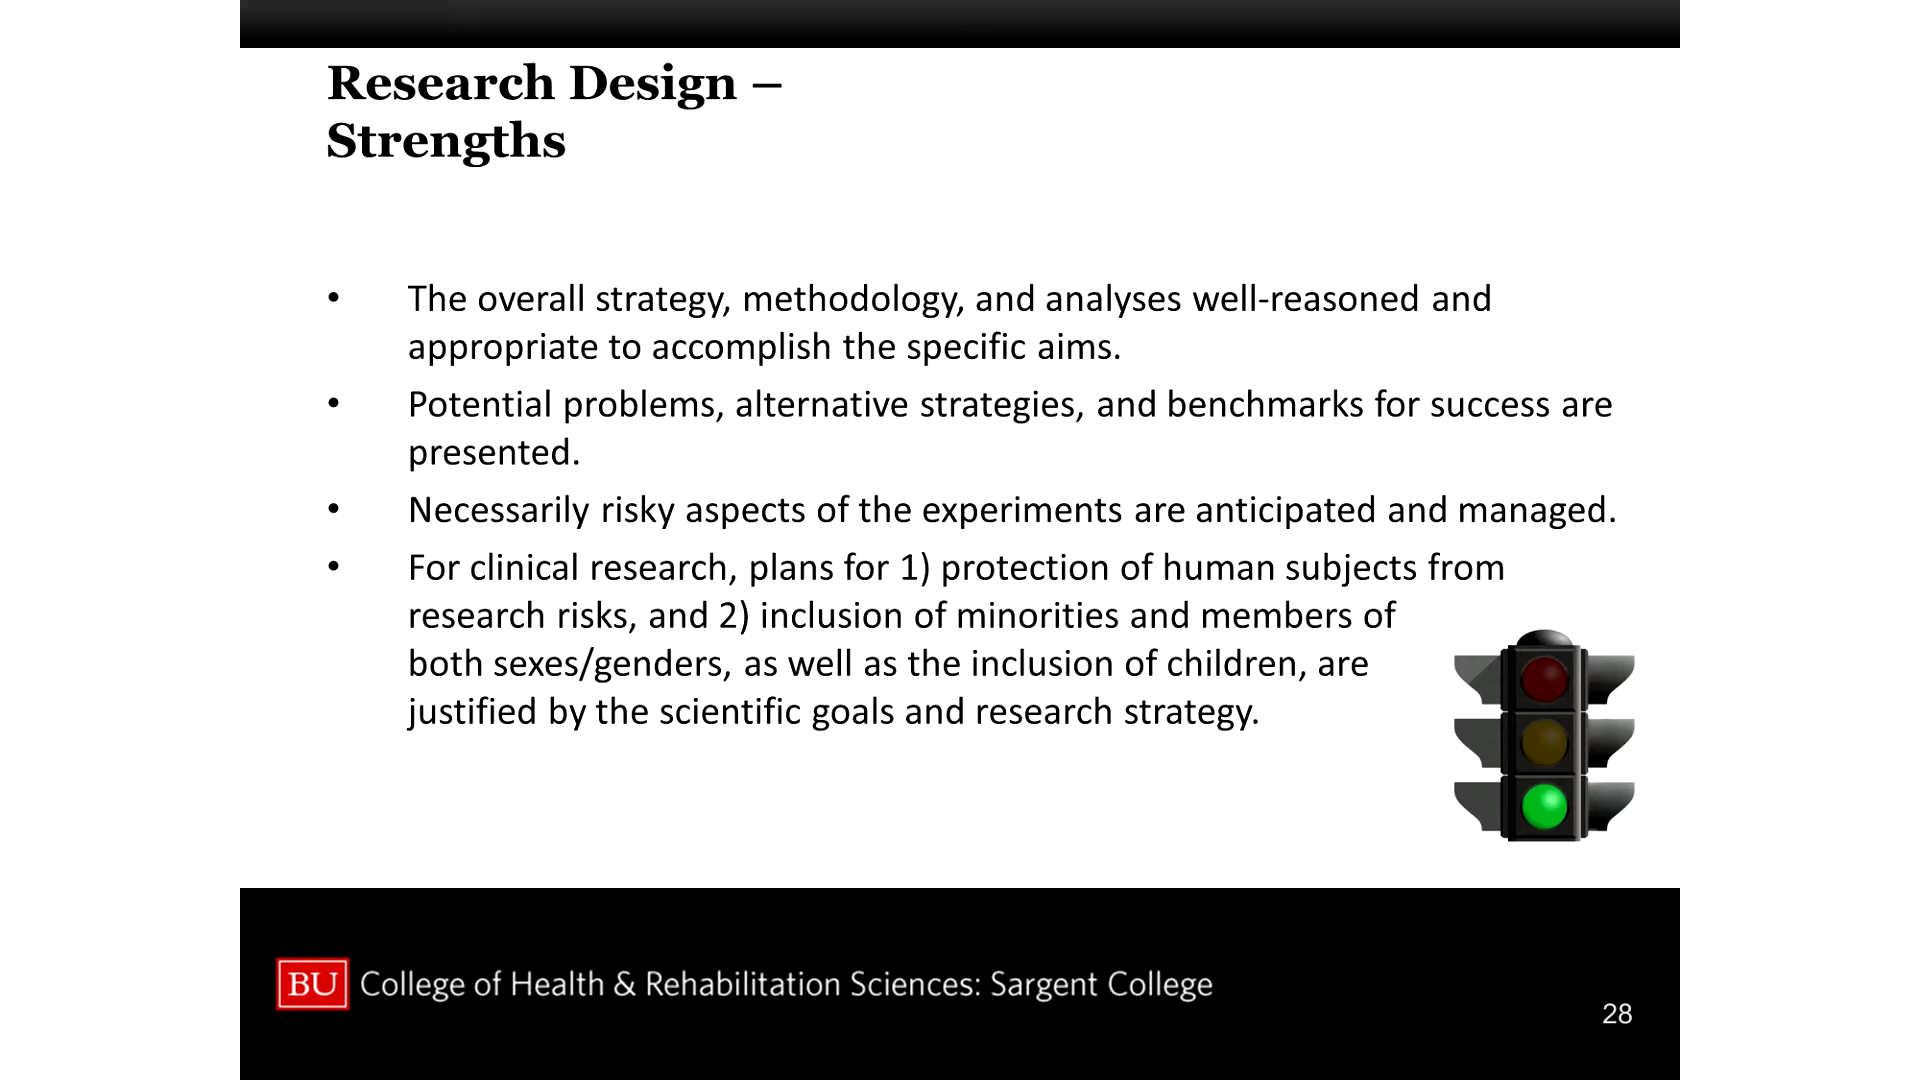 Research Design –
Strengths
• The overall strategy, methodology, and analyses well-reasoned and
appropriate to accomplish the specific aims.
• Potential problems, alternative strategies, and benchmarks for success are
presented.
• Necessarily risky aspects of the experiments are anticipated and managed.
• For clinical research, plans for 1) protection of human subjects from
research risks, and 2) inclusion of minorities and members of
both sexes/genders, as well as the inclusion of children, are
justified by the scientific goals and research strategy.
BU College of Health & Rehabilitation Sciences: Sargent College
28